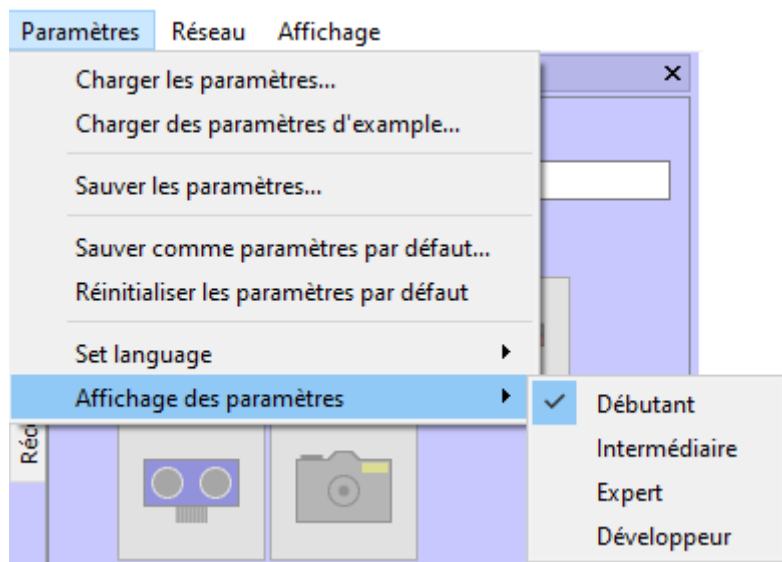 Paramètres Réseau Affichage
Charger les paramètres...
Charger des paramètres d'example...
Sauver les paramètres...
Sauver comme paramètres par défaut...
Réinitialiser les paramètres par défaut
Set language
Affichage des paramètres
Débutant
Intermédiaire
Expert
Développeur